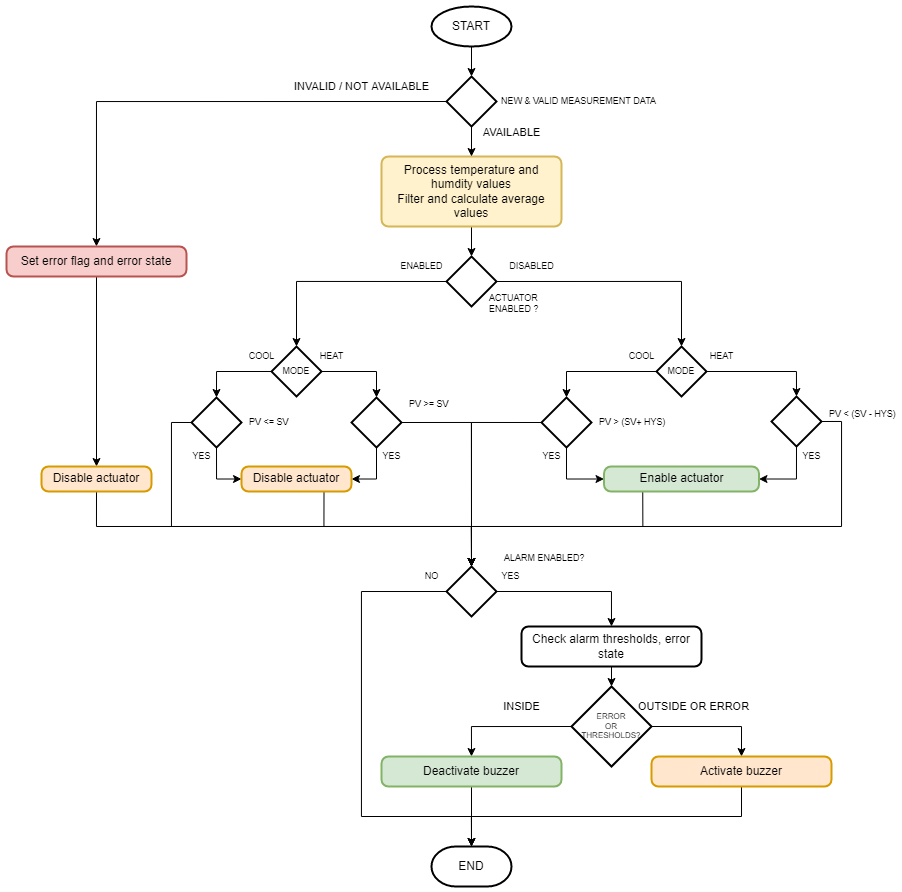 START
INVALID / NOT AVAILABLE
NEW & VALID MEASUREMENT DATA
AVAILABLE
Process temperature and
humdity values
Filter and calculate average
values
Set error flag and error state
ENABLED
DISABLED
ACTUATOR
ENABLED ?
COOL
MODE
HEAT
COOL
MODE
HEAT
PV <= SV
PV >= SV
PV > (SV+ HYS)
PV < (SV - HYS)
YES
YES
YES
YES
Disable actuator
Disable actuator
Enable actuator
ALARM ENABLED?
NO
YES
Check alarm thresholds, error
state
INSIDE
OUTSIDE OR ERROR
ERROR
OR
THRESHOLDS?
Deactivate buzzer
Activate buzzer
END